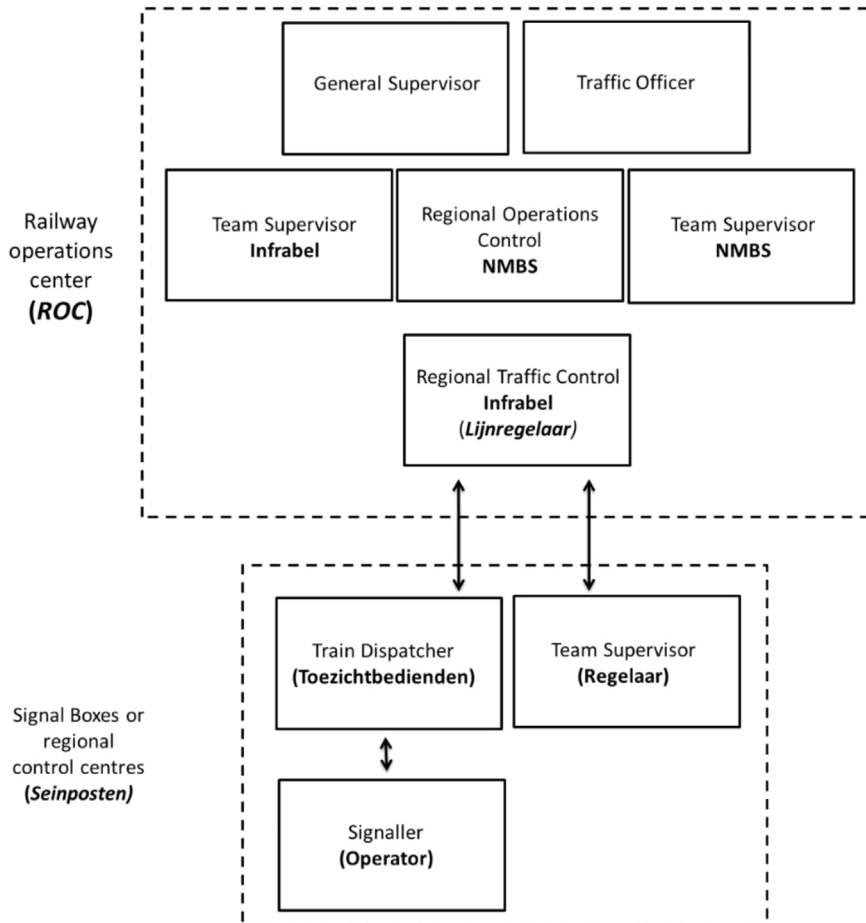 General Supervisor
Traffic Officer
Railway
operations
center
(ROC)
Team Supervisor
Infrabel
Regional Operations
Control
NMBS
Team Supervisor
NMBS
Regional Traffic Control
Infrabel
(Lijnregelaar)
Signal Boxes or
regional
control centres
(Seinposten)
Train Dispatcher
(Toezichtbedienden)
Team Supervisor
(Regelaar)
Signaller
(Operator)